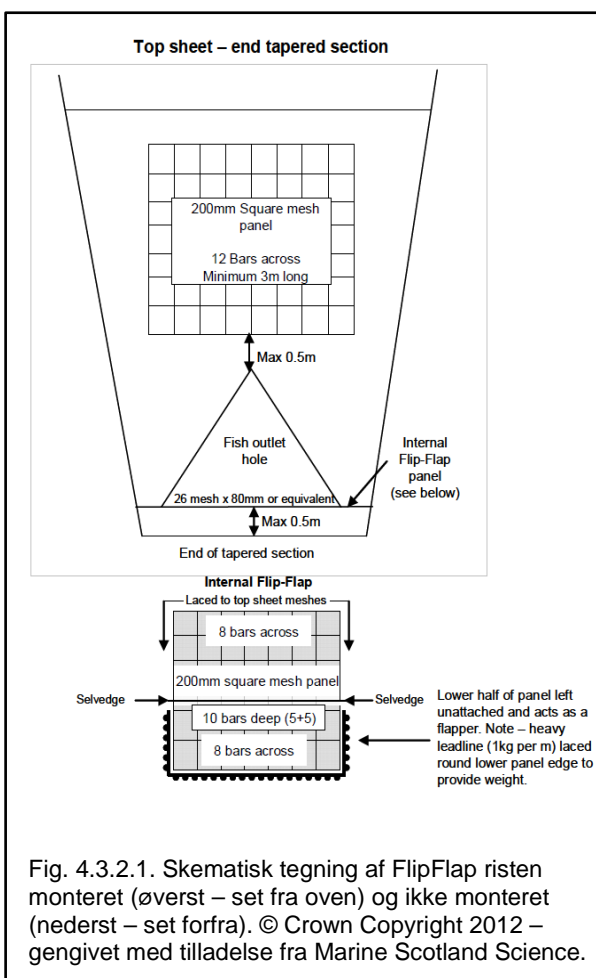 Top sheet – end tapered section
200mm Square mesh
panel
12 Bars across
Minimum 3m long
Max 0.5m
Fish outlet
hole
Internal
Flip-Flap
panel
(see below)
26 mesh x 80mm or equivalent
Max 0.5m
End of tapered section
Internal Flip-Flap
Laced to top sheet meshes
8 bars across
200mm square mesh panel
Selvedge
Selvedge
10 bars deep (5+5)
8 bars across
Lower half of panel left
unattached and acts as a
flapper. Note – heavy
leadline (1kg per m) laced
round lower panel edge to
provide weight.
Fig. 4.3.2.1. Skematisk tegning af FlipFlap risten
monteret (øverst – set fra oven) og ikke monteret
(nederst – set forfra). © Crown Copyright 2012 –
gengivet med tilladelse fra Marine Scotland Science.